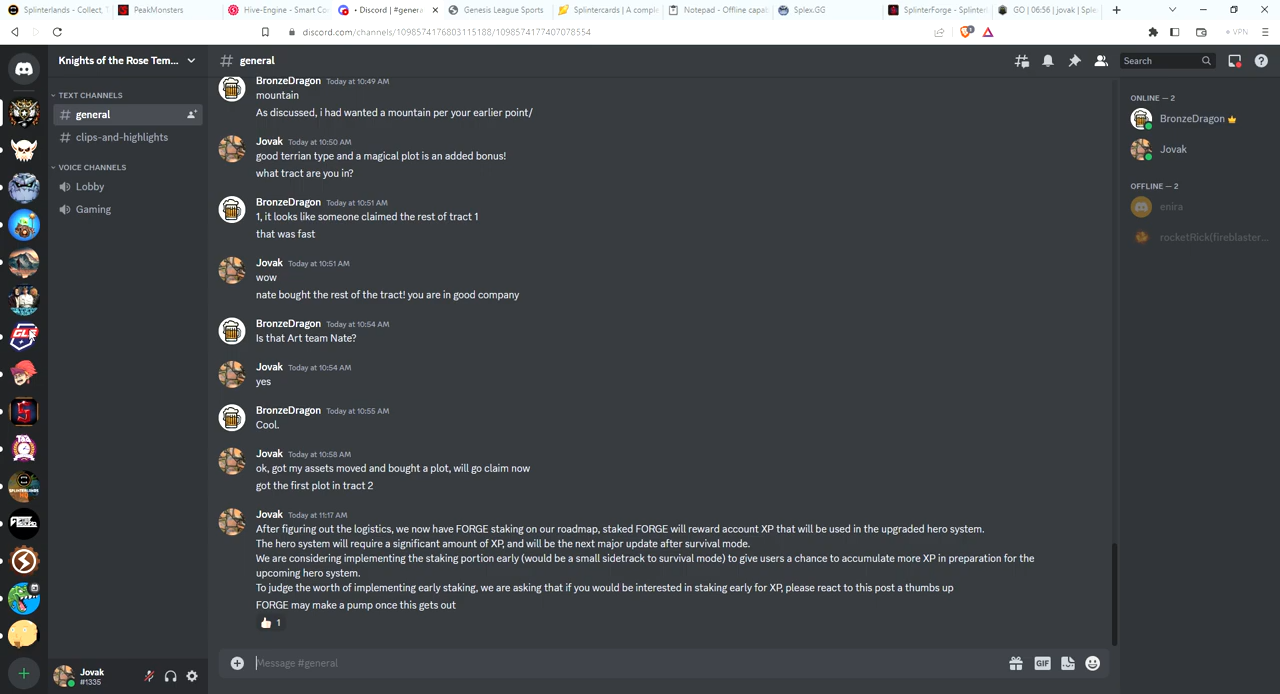 Splinterlands - Collect, T
PeakMonsters
Hive-Engine - Smart Co
• Discord | #genera
Genesis League Sports
Splintercards | A comple
Notepad - Offline capab
Splex.GG
SplinterForge - Splinter
GO | 06:56 | jovak | Sple
discord.com/channels/1098574176803115188/1098574177407078554
VPN
Knights of the Rose Tem...
# general
Search
TEXT CHANNELS
# general
# clips-and-highlights
VOICE CHANNELS
Lobby
Gaming
BronzeDragon Today at 10:49 AM
mountain
As discussed, i had wanted a mountain per your earlier point/
Jovak Today at 10:50 AM
good terrian type and a magical plot is an added bonus!
what tract are you in?
BronzeDragon Today at 10:51 AM
1, it looks like someone claimed the rest of tract 1
that was fast
Jovak Today at 10:51 AM
wow
nate bought the rest of the tract! you are in good company
BronzeDragon Today at 10:54 AM
Is that Art team Nate?
Jovak Today at 10:54 AM
yes
BronzeDragon Today at 10:55 AM
Cool.
Jovak Today at 10:58 AM
ok, got my assets moved and bought a plot, will go claim now
got the first plot in tract 2
Jovak Today at 11:17 AM
After figuring out the logistics, we now have FORGE staking on our roadmap, staked FORGE will reward account XP that will be used in the upgraded hero system.
The hero system will require a significant amount of XP, and will be the next major update after survival mode.
We are considering implementing the staking portion early (would be a small sidetrack to survival mode) to give users a chance to accumulate more XP in preparation for the
upcoming hero system.
To judge the worth of implementing early staking, we are asking that if you would be interested in staking early for XP, please react to this post a thumbs up
FORGE may make a pump once this gets out
1
Message #general
GIF
ONLINE — 2
BronzeDragon
Jovak
OFFLINE — 2
enira
rocketRick(fireblaster...
Jovak
#1335